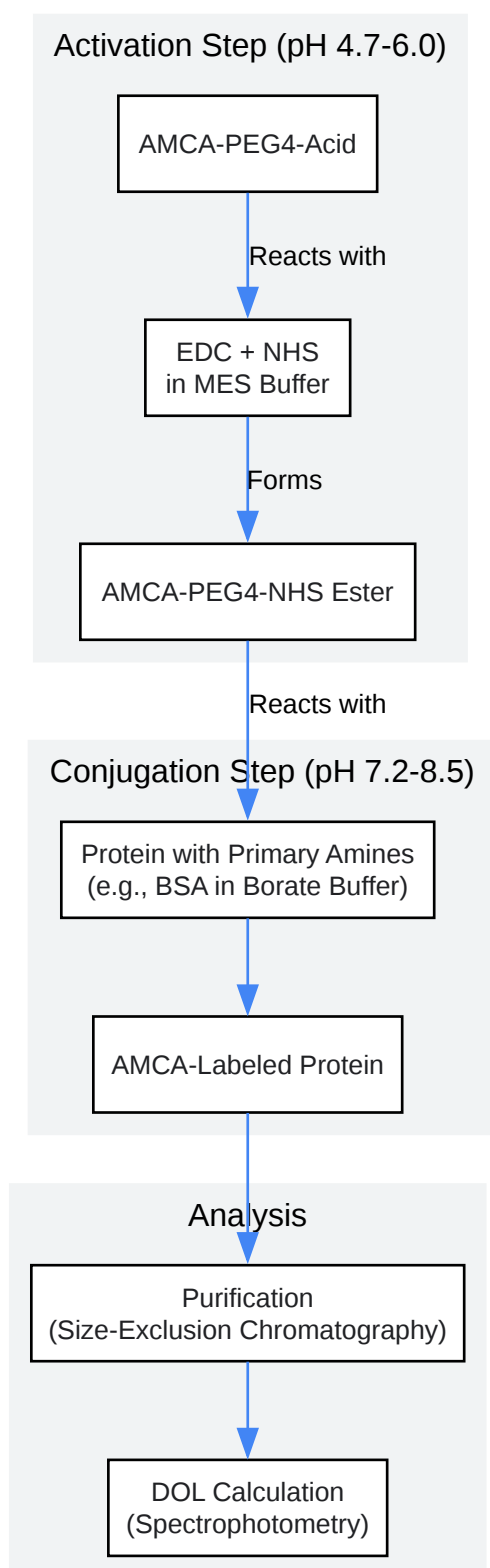 Activation Step (pH 4.7-6.0)
AMCA-PEG4-Acid
Reacts with
EDC + NHS
in MES Buffer
Forms
AMCA-PEG4-NHS Ester
Reacts with
Conjugation Step (pH 7.2-8.5)
Protein with Primary Amines
(e.g., BSA in Borate Buffer)
AMCA-Labeled Protein
Analysis
Purification
(Size-Exclusion Chromatography)
DOL Calculation
(Spectrophotometry)